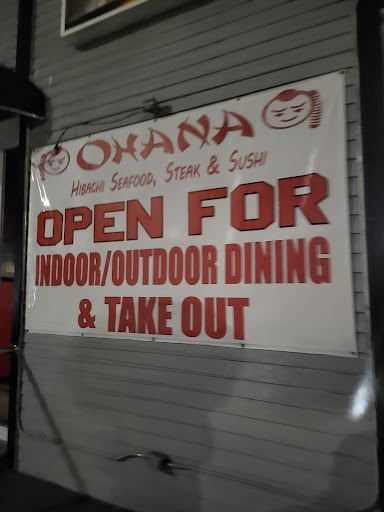 OHANA
HIBACHI SEAFOOD, STEAK & SUSHI
OPEN FOR
INDOOR/OUTDOOR DINING
& TAKE OUT